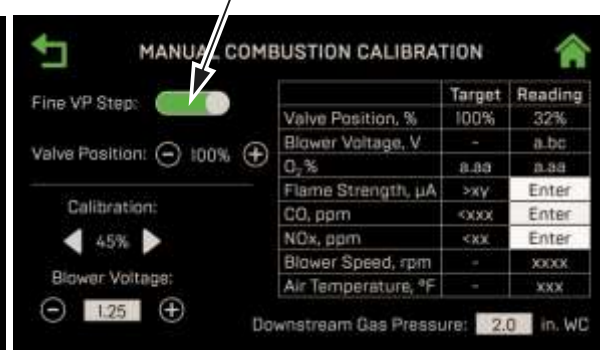 MANUAL COMBUSTION CALIBRATION
Fine VP Step:
Valve Position: 100%
Calibration:
45%
Blower Voltage:
1.25
Target Reading
Valve Position, % 100% 32%
Blower Voltage, V - a.bc
O₂% a.aa a.aa
Flame Strength, µA >xy Enter
CO, ppm <xxx Enter
NOx, ppm <xx Enter
Blower Speed, rpm - xxxx
Air Temperature, °F - xxx
Downstream Gas Pressure: 2.0 in. WC